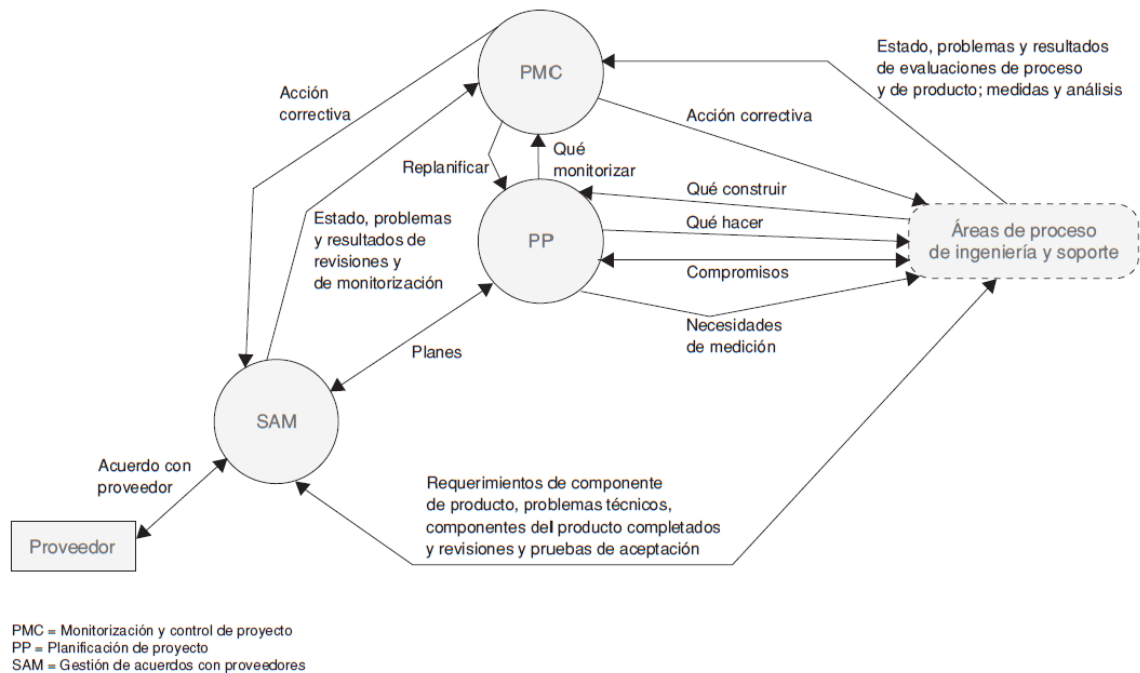 PMC
Estado, problemas y resultados
de evaluaciones de proceso
y de producto; medidas y análisis
Acción
correctiva
Acción correctiva
Replanificar
Qué
monitorizar
Qué construir
Estado, problemas
y resultados de
revisiones y
de monitorización
PP
Qué hacer
Áreas de proceso
de ingeniería y soporte
Compromisos
Necesidades
de medición
Planes
SAM
Acuerdo con
proveedor
Requerimientos de componente
de producto, problemas técnicos,
componentes del producto completados
y revisiones y pruebas de aceptación
Proveedor
PMC = Monitorización y control de proyecto
PP = Planificación de proyecto
SAM = Gestión de acuerdos con proveedores